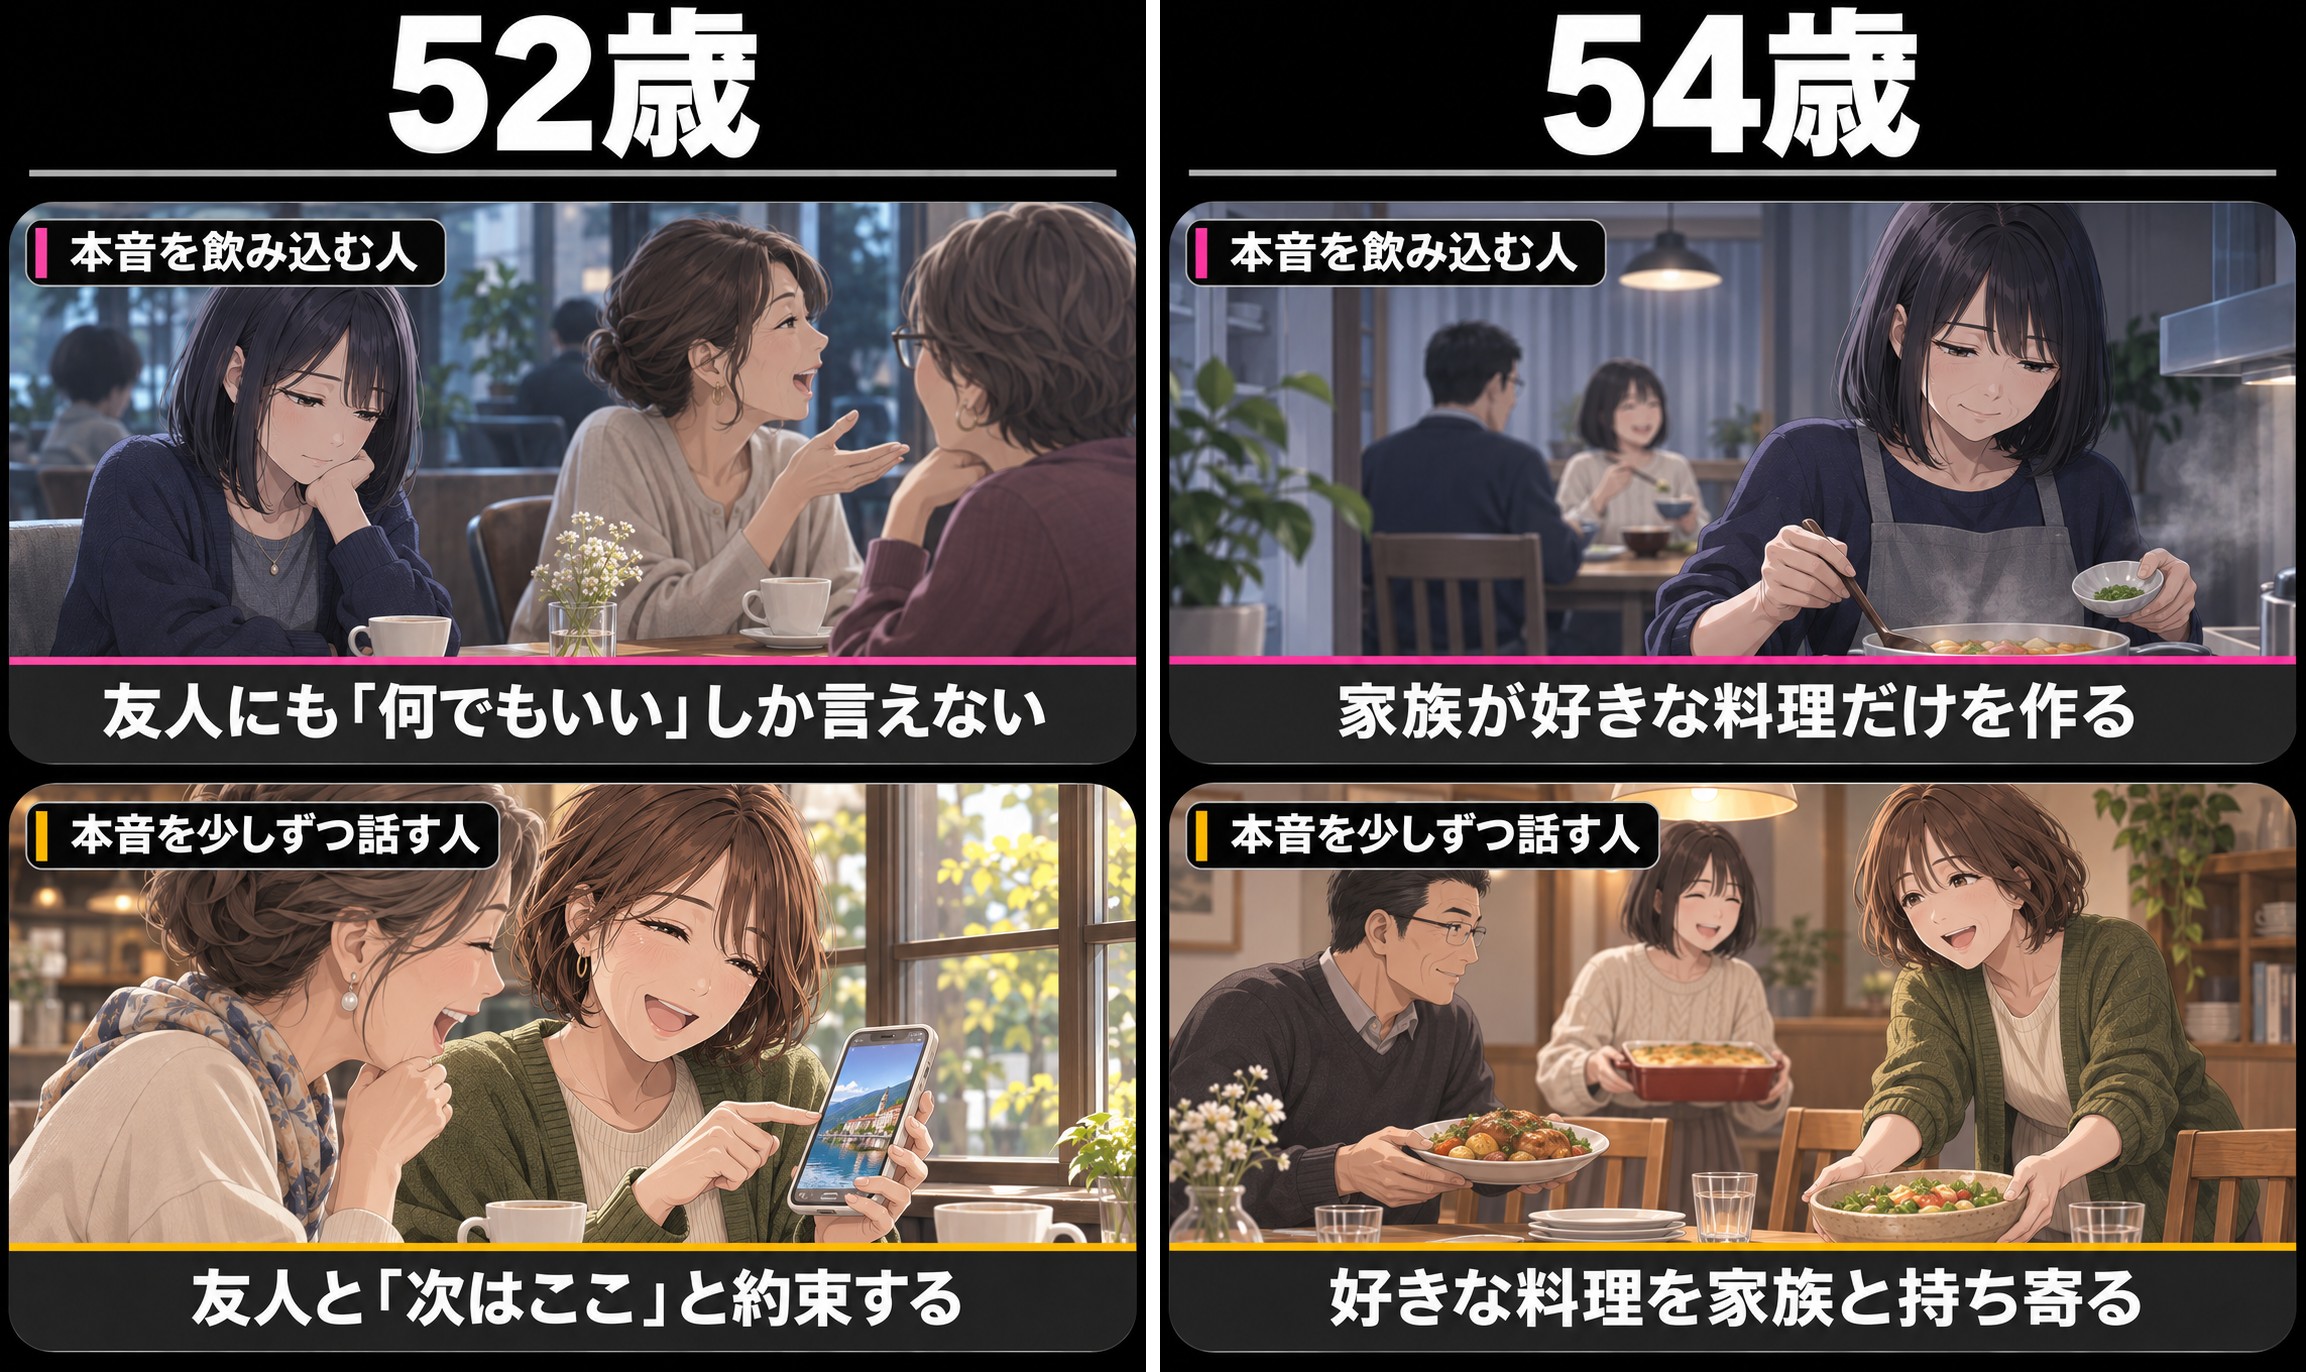 52歳
本音を飲み込む人
友人にも「何でもいい」しか言えない
本音を少しずつ話す人
友人と「次はここ」と約束する
54歳
本音を飲み込む人
家族が好きな料理だけを作る
本音を少しずつ話す人
好きな料理を家族と持ち寄る